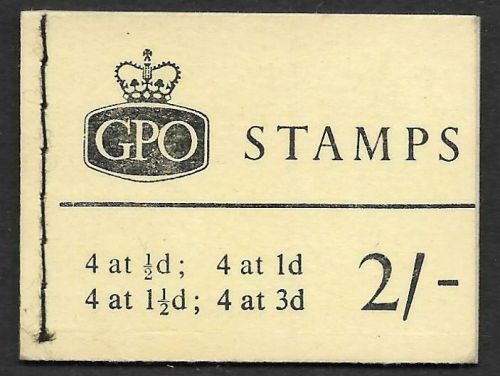 GPO STAMPS
4 at ½d; 4 at 1d
4 at 1½d; 4 at 3d
2/-